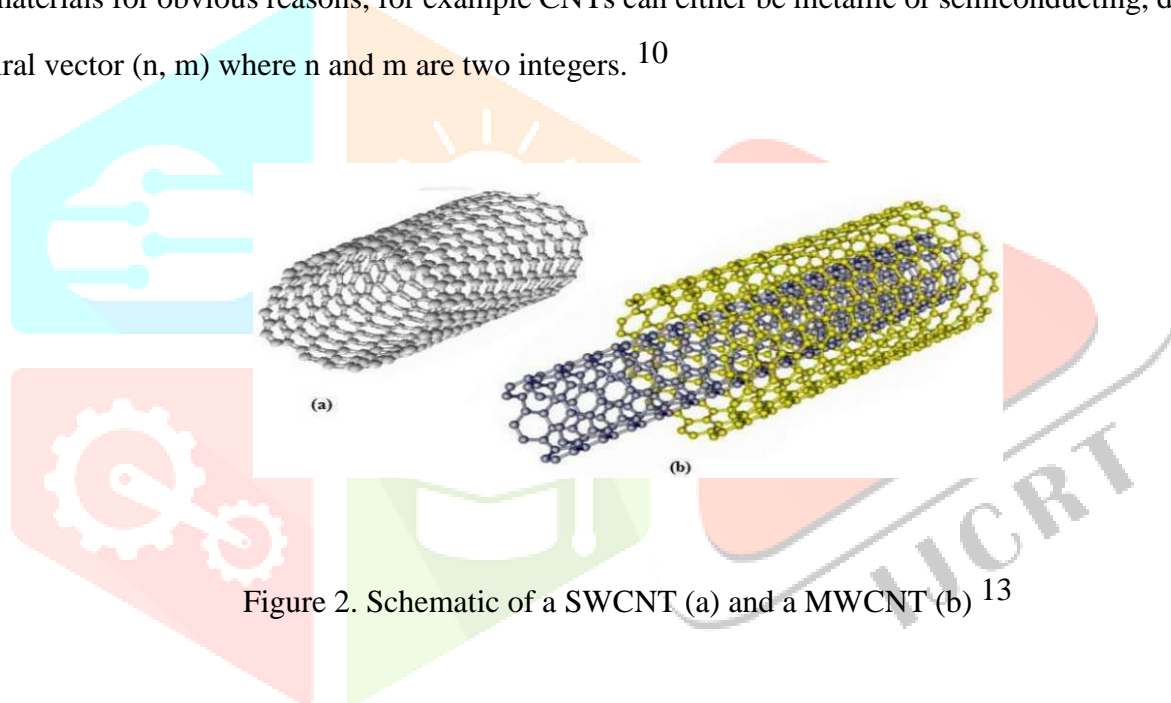 materials for obvious reasons, for example CNTs can either be metallic or semiconducting,
ral vector (n, m) where n and m are two integers. 10
(a)
(b)
Figure 2. Schematic of a SWCNT (a) and a MWCNT (b) 13
IJCRT